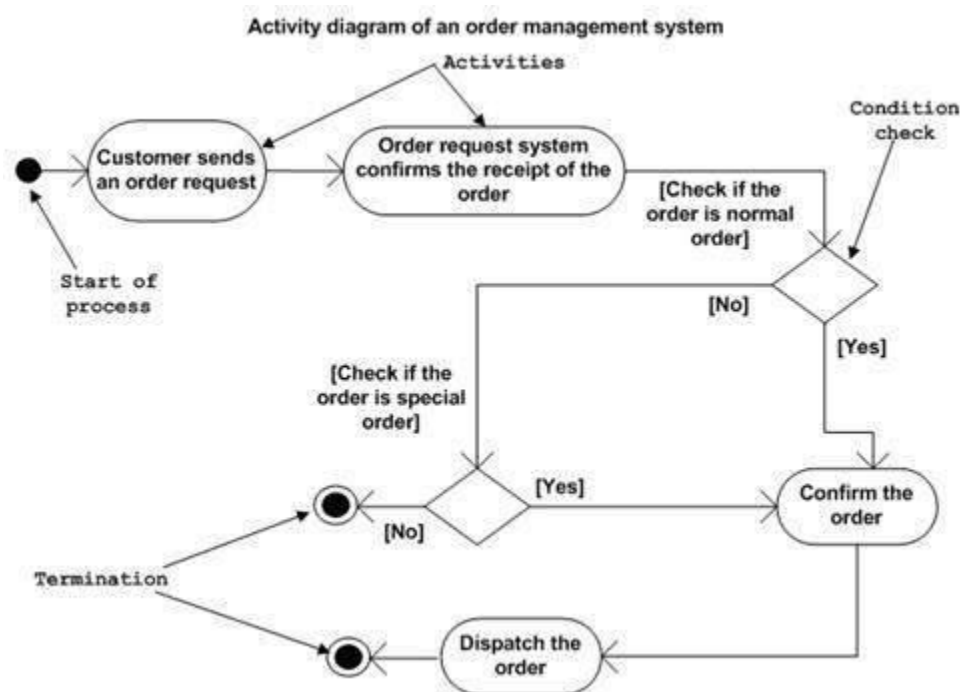 Activity diagram of an order management system
Activities
Condition
check
Customer sends
an order request
Order request system
confirms the receipt of the
order
[Check if the
order is normal
order]
Start of
process
[No]
[Yes]
[Check if the
order is special
order]
[Yes]
Confirm the
order
[No]
Termination
Dispatch the
order